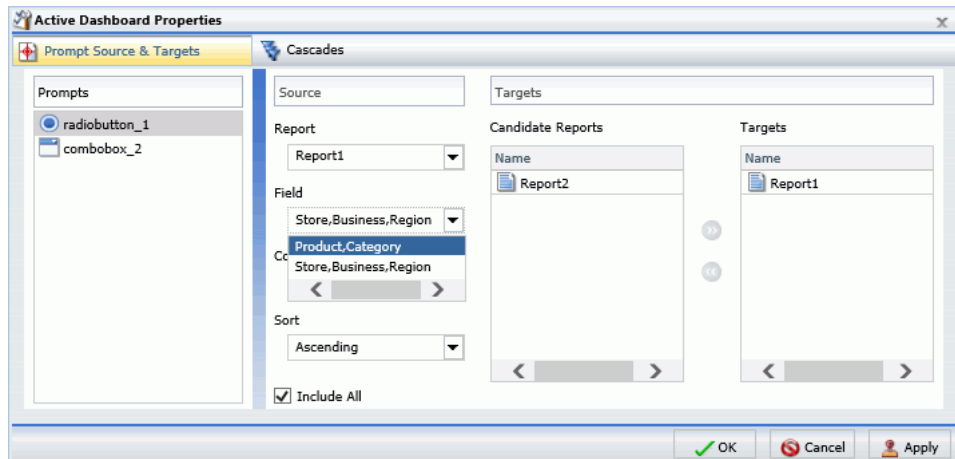 Active Dashboard Properties
Prompt Source & Targets
Cascades
Prompts
radiobutton_1
combobox_2
Source
Report
Report1
Field
Store,Business,Region
Product,Category
Store,Business,Region
Co
Sort
Ascending
Include All
Targets
Candidate Reports
Name
Report2
Targets
Name
Report1
OK
Cancel
Apply